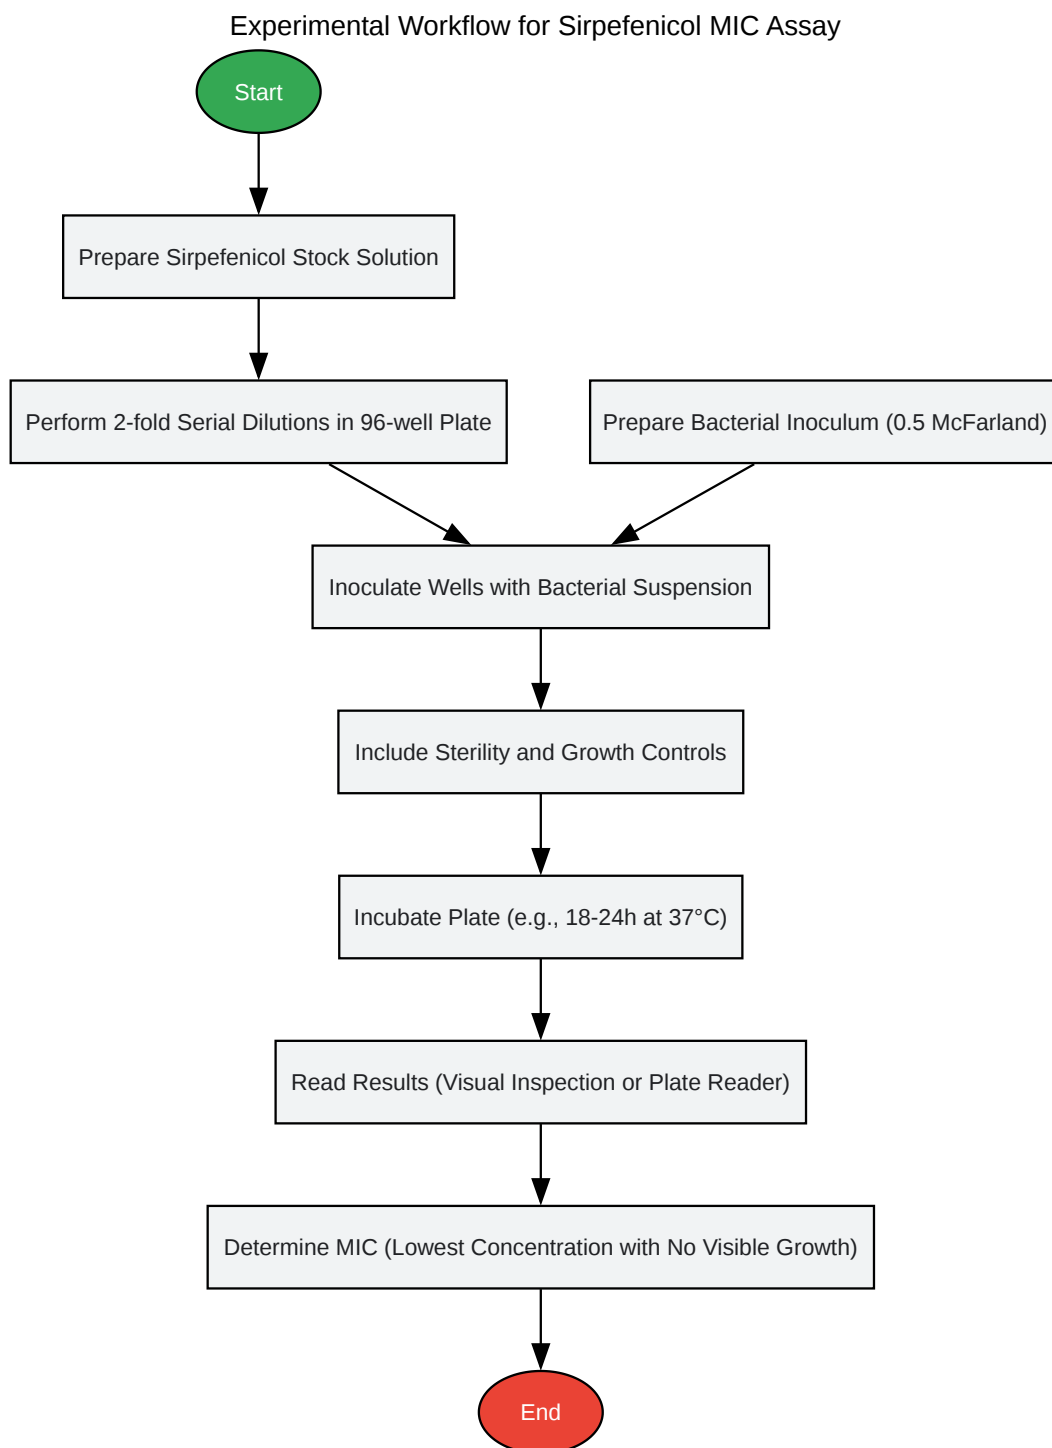 Experimental Workflow for Sirpefenicol MIC Assay
Start
Prepare Sirpefenicol Stock Solution
Perform 2-fold Serial Dilutions in 96-well Plate
Prepare Bacterial Inoculum (0.5 McFarland)
Inoculate Wells with Bacterial Suspension
Include Sterility and Growth Controls
Incubate Plate (e.g., 18-24h at 37°C)
Read Results (Visual Inspection or Plate Reader)
Determine MIC (Lowest Concentration with No Visible Growth)
End